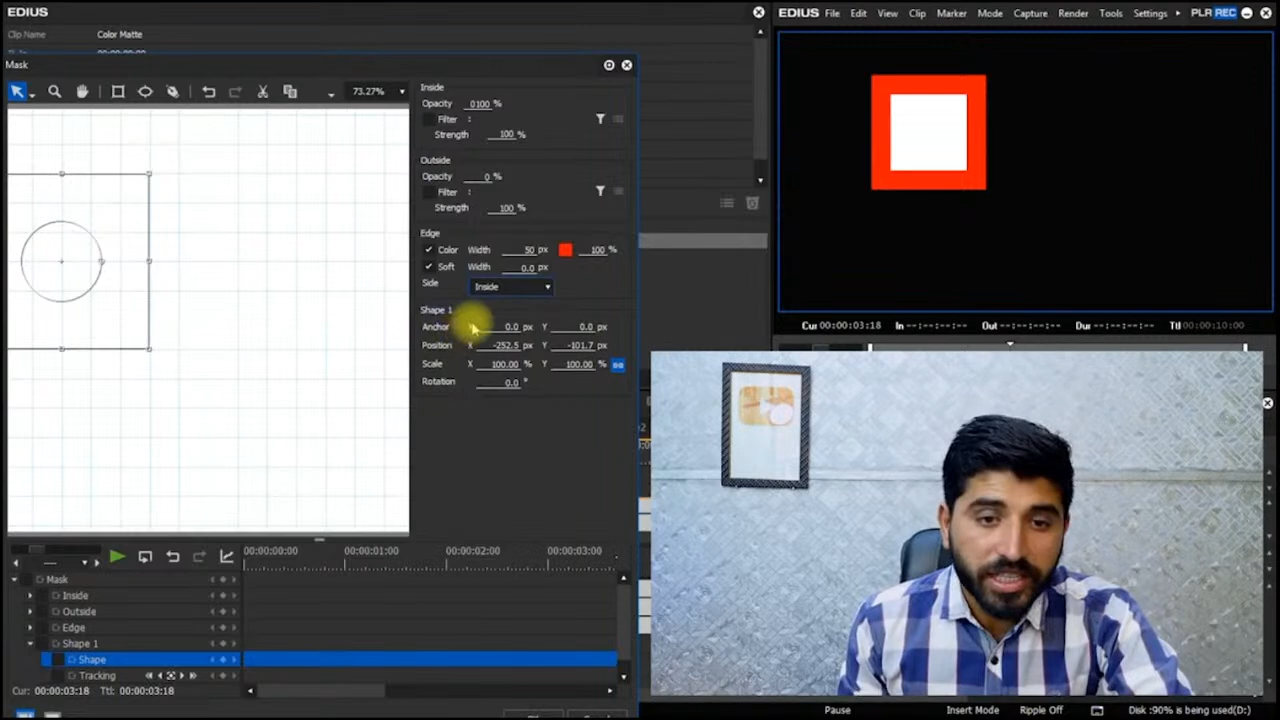 EDIUS
Clip Name Color Matte
Mask
73.27%
Inside
Opacity 0100 %
Filter :
Strength 100 %
Outside
Opacity 0 %
Filter :
Strength 100 %
Edge
Color Width 50 px 100 %
Soft Width 0.0 px
Side Inside
Shape 1
Anchor X 0.0 px Y 0.0 px
Position X -252.5 px Y -101.7 px
Scale X 100.00 % Y 100.00 %
Rotation 0.0 °
00:00:00:00 00:00:01:00 00:00:02:00 00:00:03:00
Mask
Inside
Outside
Edge
Shape 1
Shape
Tracking
Cur: 00:00:03:18 Ttl: 00:00:03:18
EDIUS File Edit View Clip Marker Mode Capture Render Tools Settings PLR REC
Cur 00:00:03:18 In --:--:--:-- Out --:--:--:-- Dur --:--:--:-- Ttl 00:00:10:00
Pause Insert Mode Ripple Off Disk :90% is being used(D:)